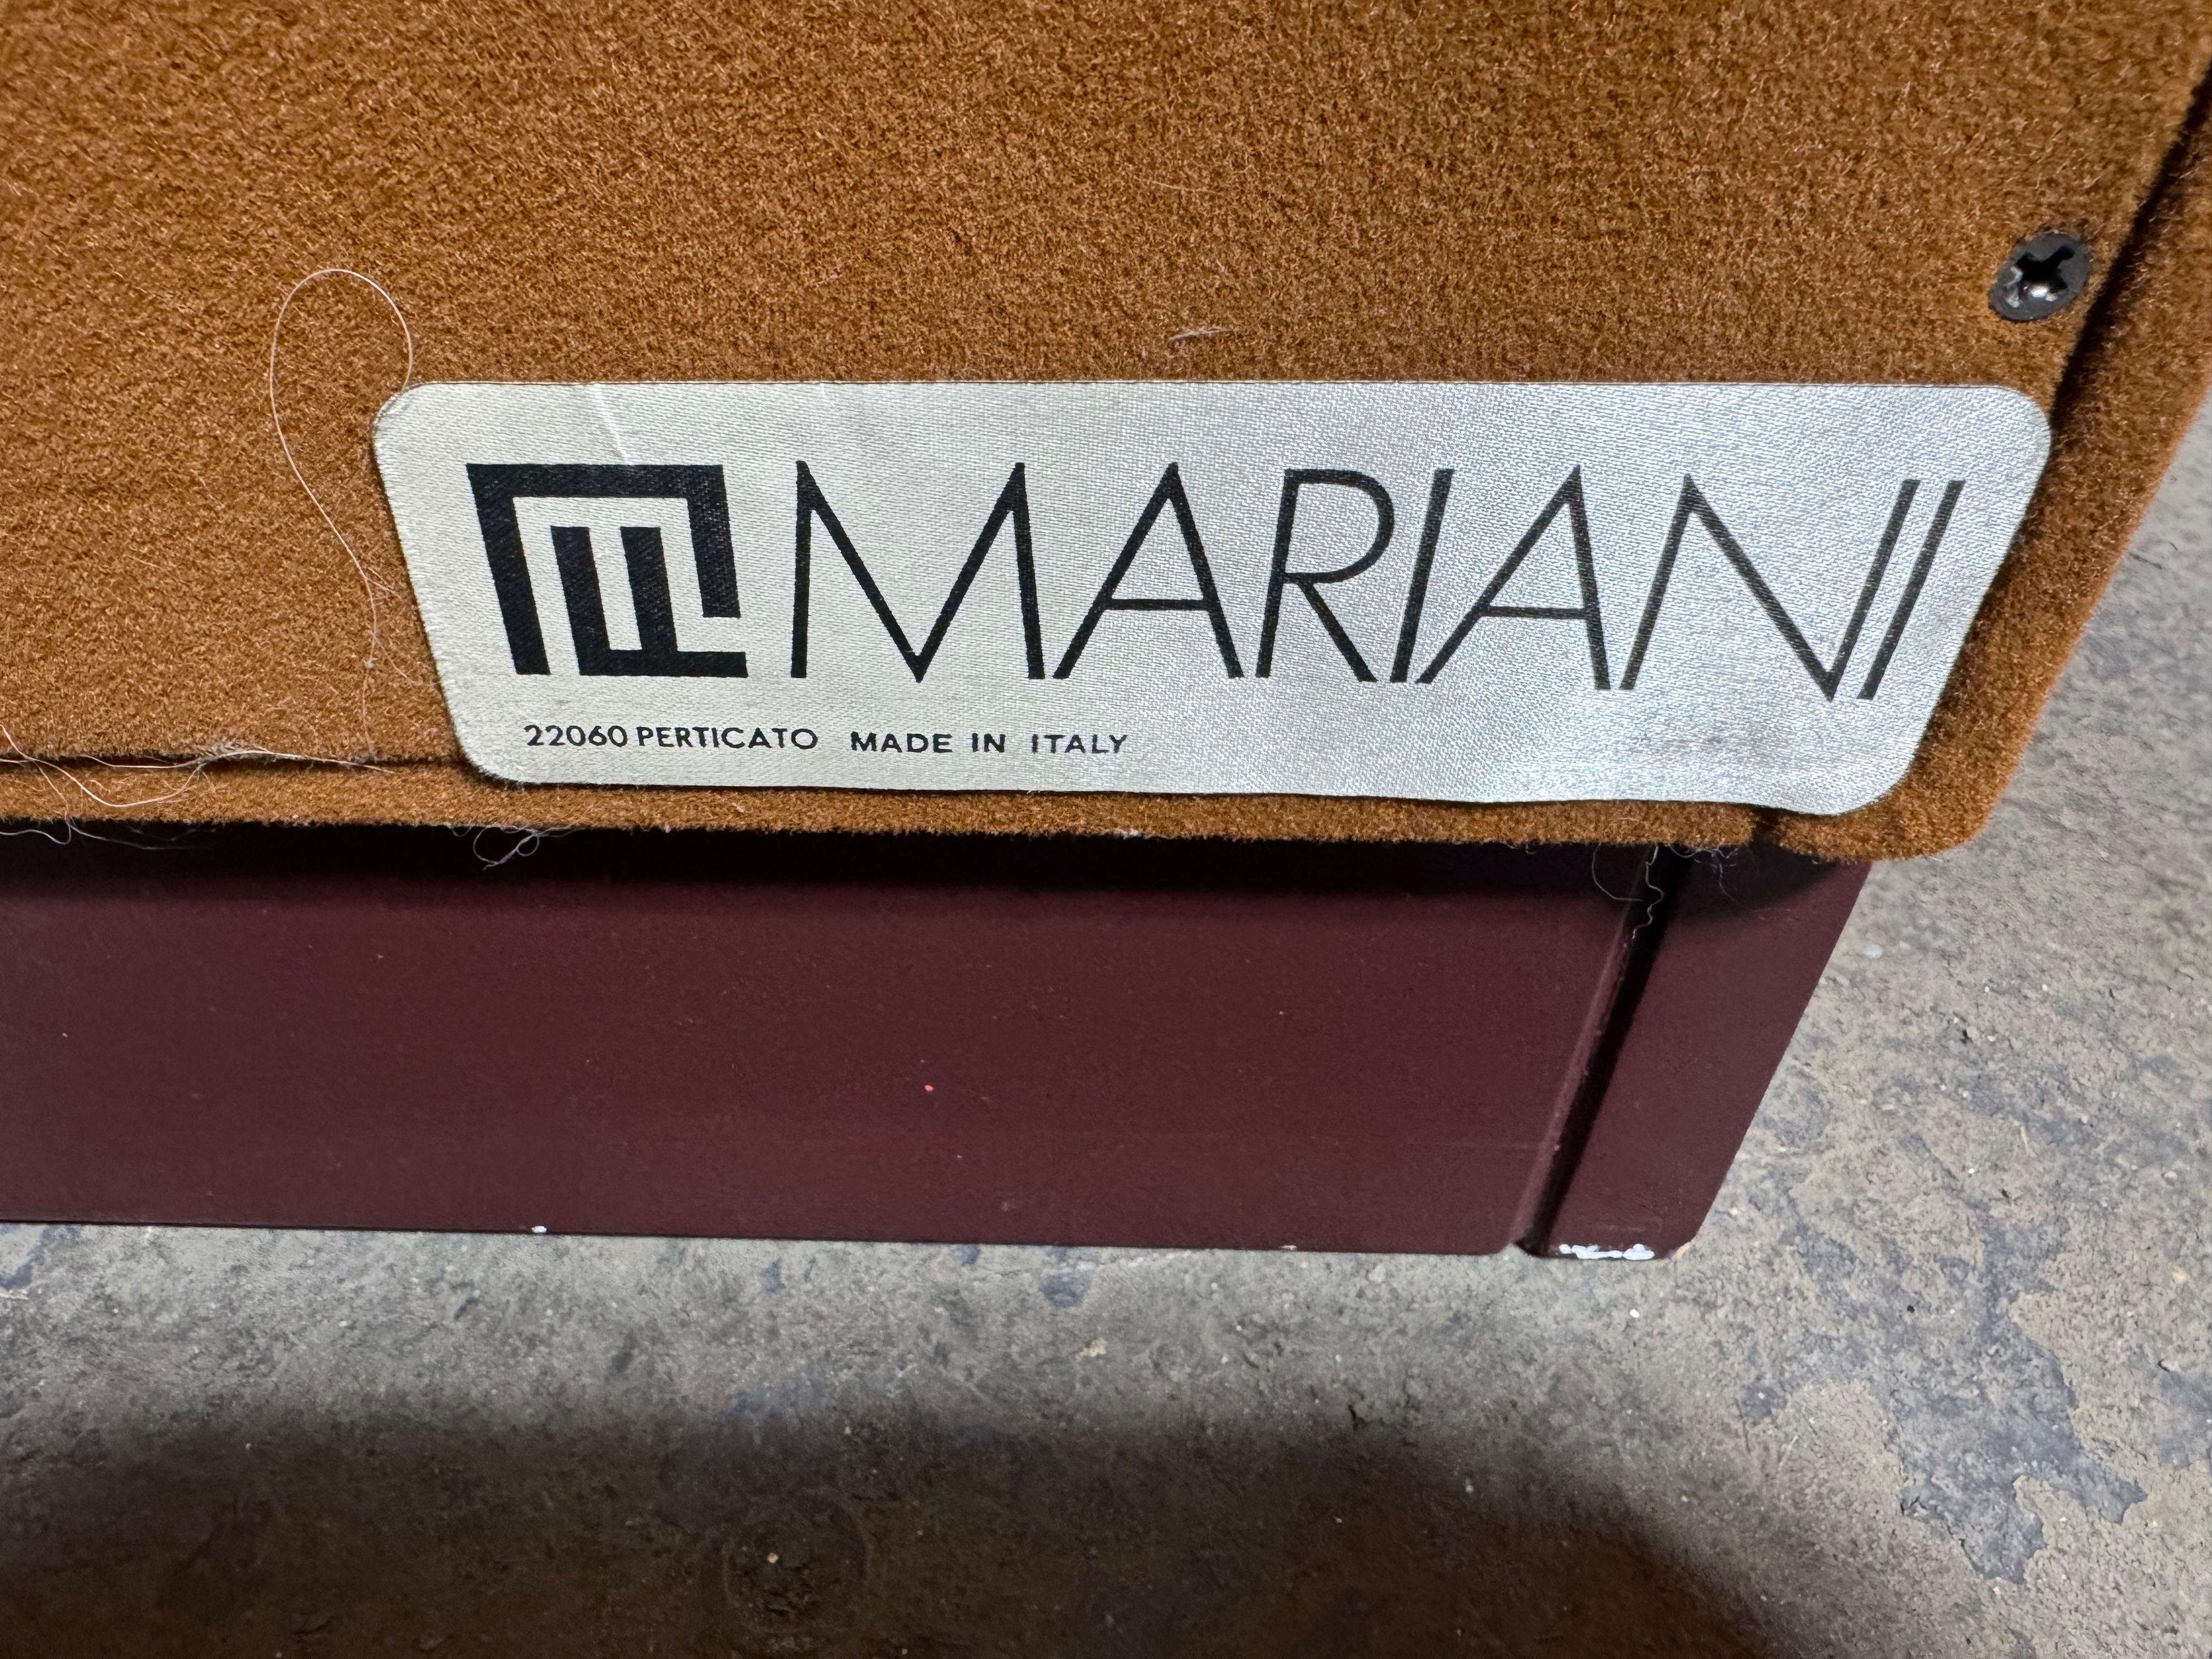 MARIANI
22060 PERTICATO MADE IN ITALY